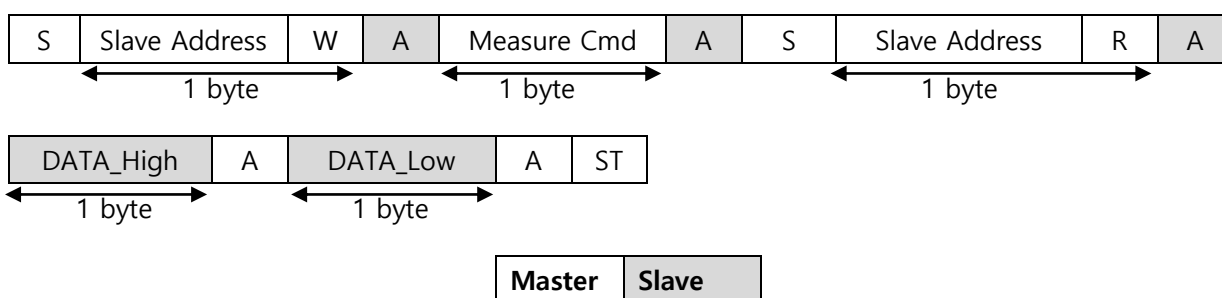 S Slave Address W A Measure Cmd A S Slave Address R A
1 byte 1 byte 1 byte
DATA_High A DATA_Low A ST
1 byte 1 byte
Master Slave